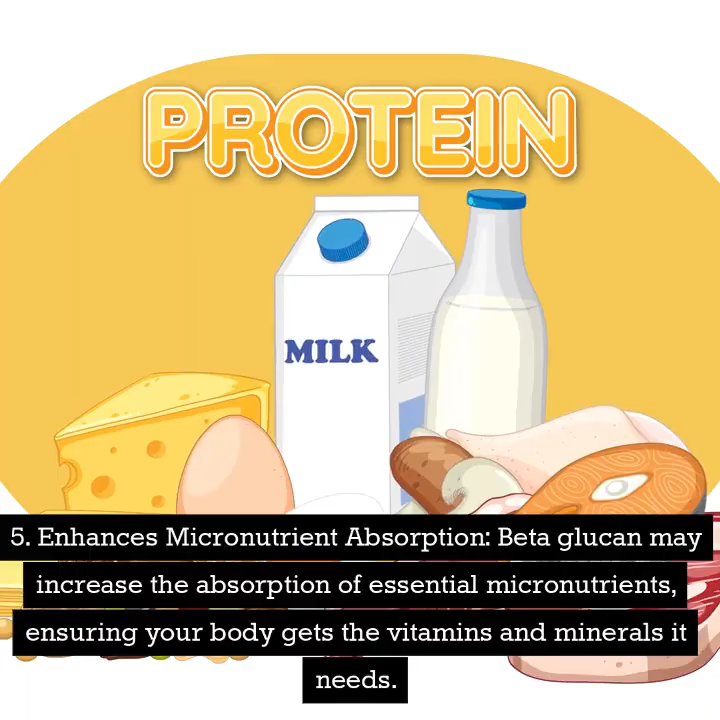 PROTEIN
MILK
5. Enhances Micronutrient Absorption: Beta glucan may
increase the absorption of essential micronutrients,
ensuring your body gets the vitamins and minerals it
needs.